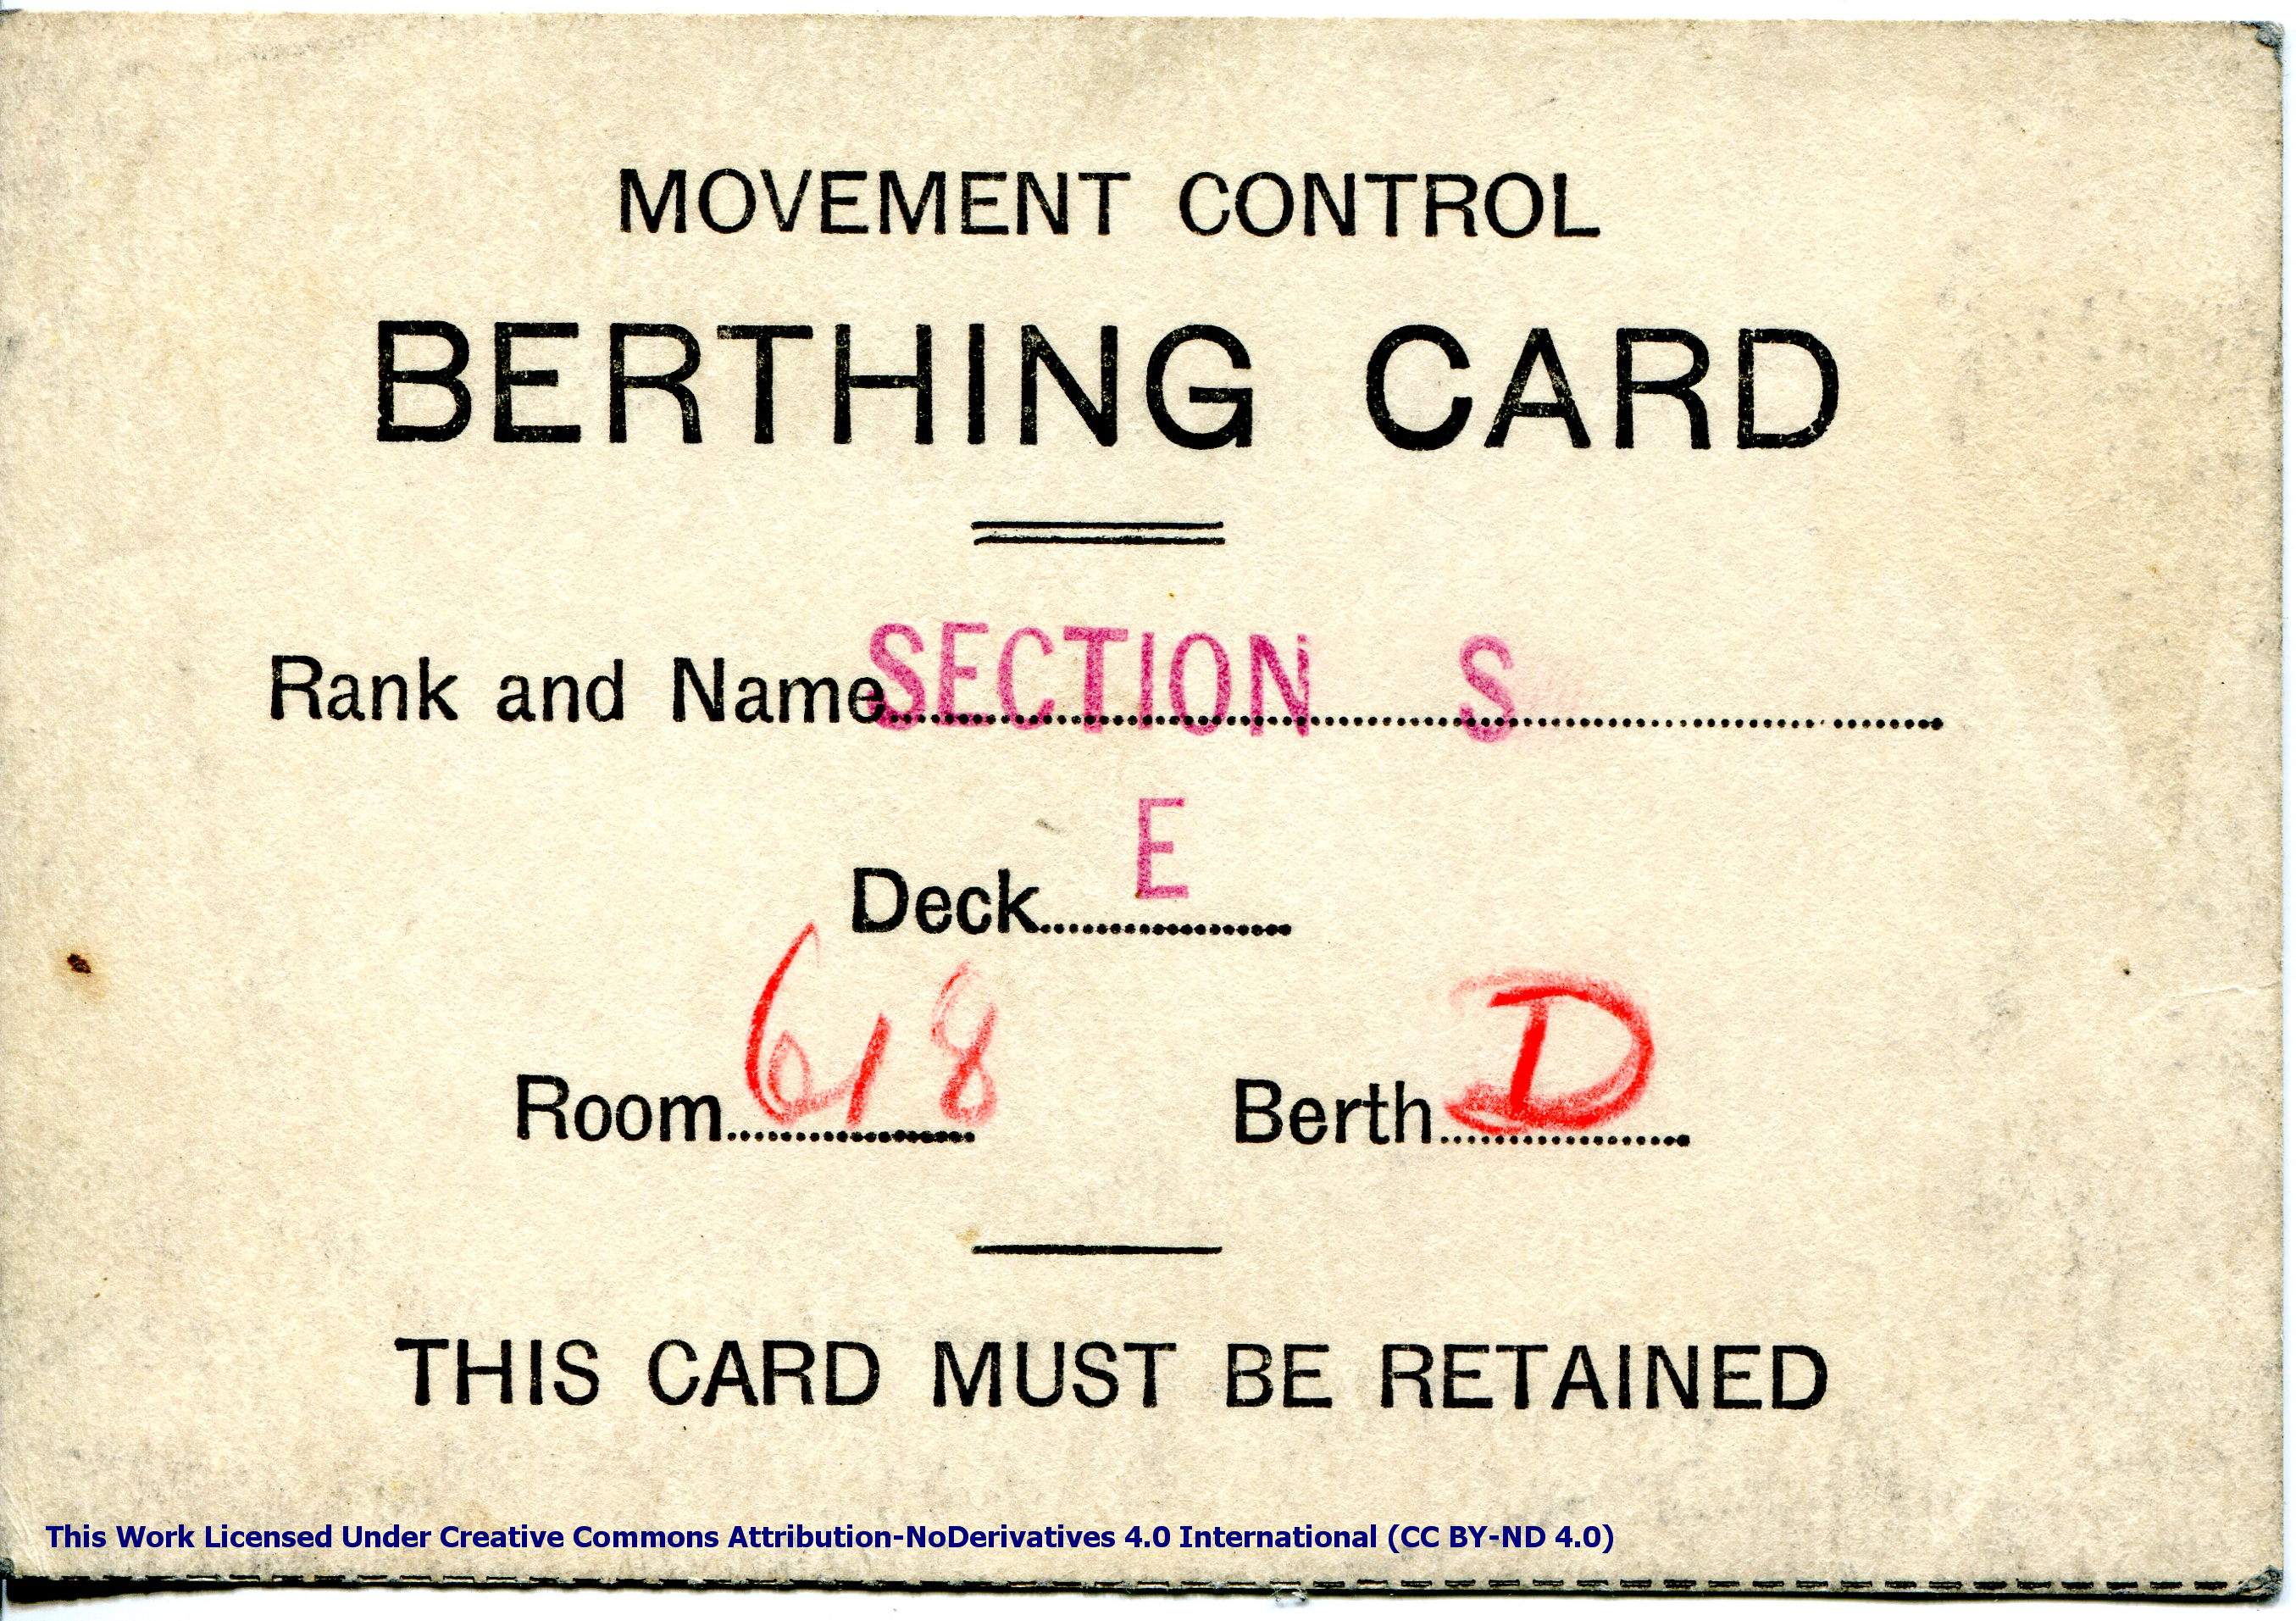 MOVEMENT CONTROL
BERTHING CARD
Rank and Name SECTION S
Deck E
Room 618 Berth D
THIS CARD MUST BE RETAINED
This Work Licensed Under Creative Commons Attribution-NoDerivatives 4.0 International (CC BY-ND 4.0)